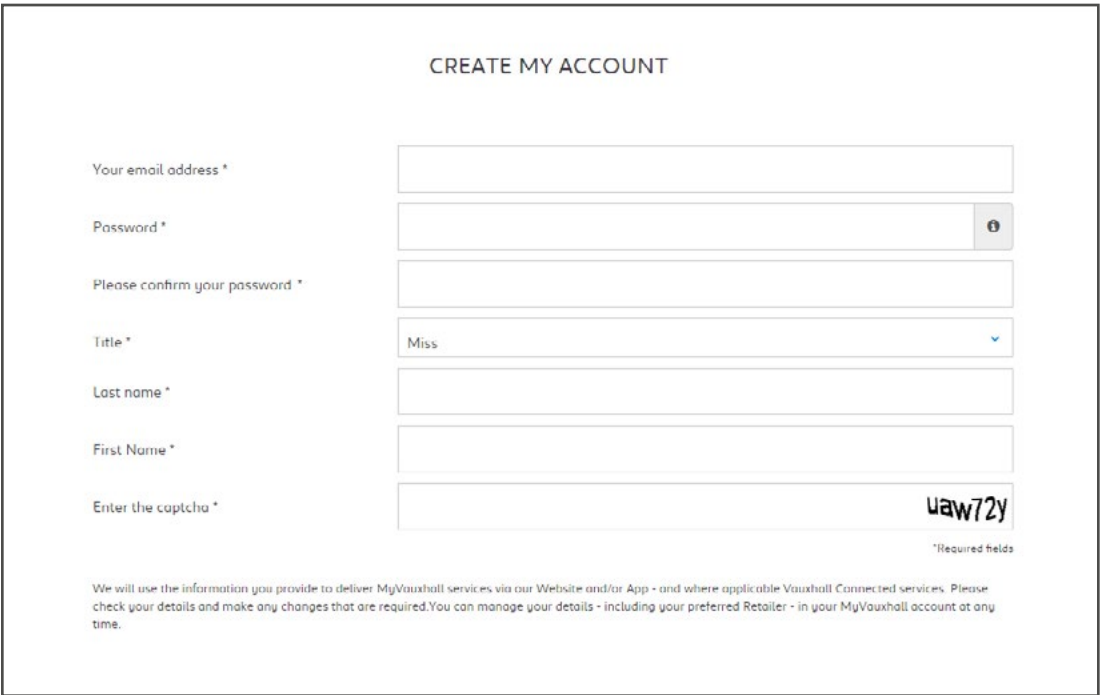 CREATE MY ACCOUNT
Your email address *
Password *
Please confirm your password *
Title *
Miss
Last name *
First Name *
Enter the captcha *
uaw72y
*Required fields
We will use the information you provide to deliver MyVauxhall services via our Website and/or App - and where applicable Vauxhall Connected services. Please
check your details and make any changes that are required.You can manage your details - including your preferred Retailer - in your MyVauxhall account at any
time.